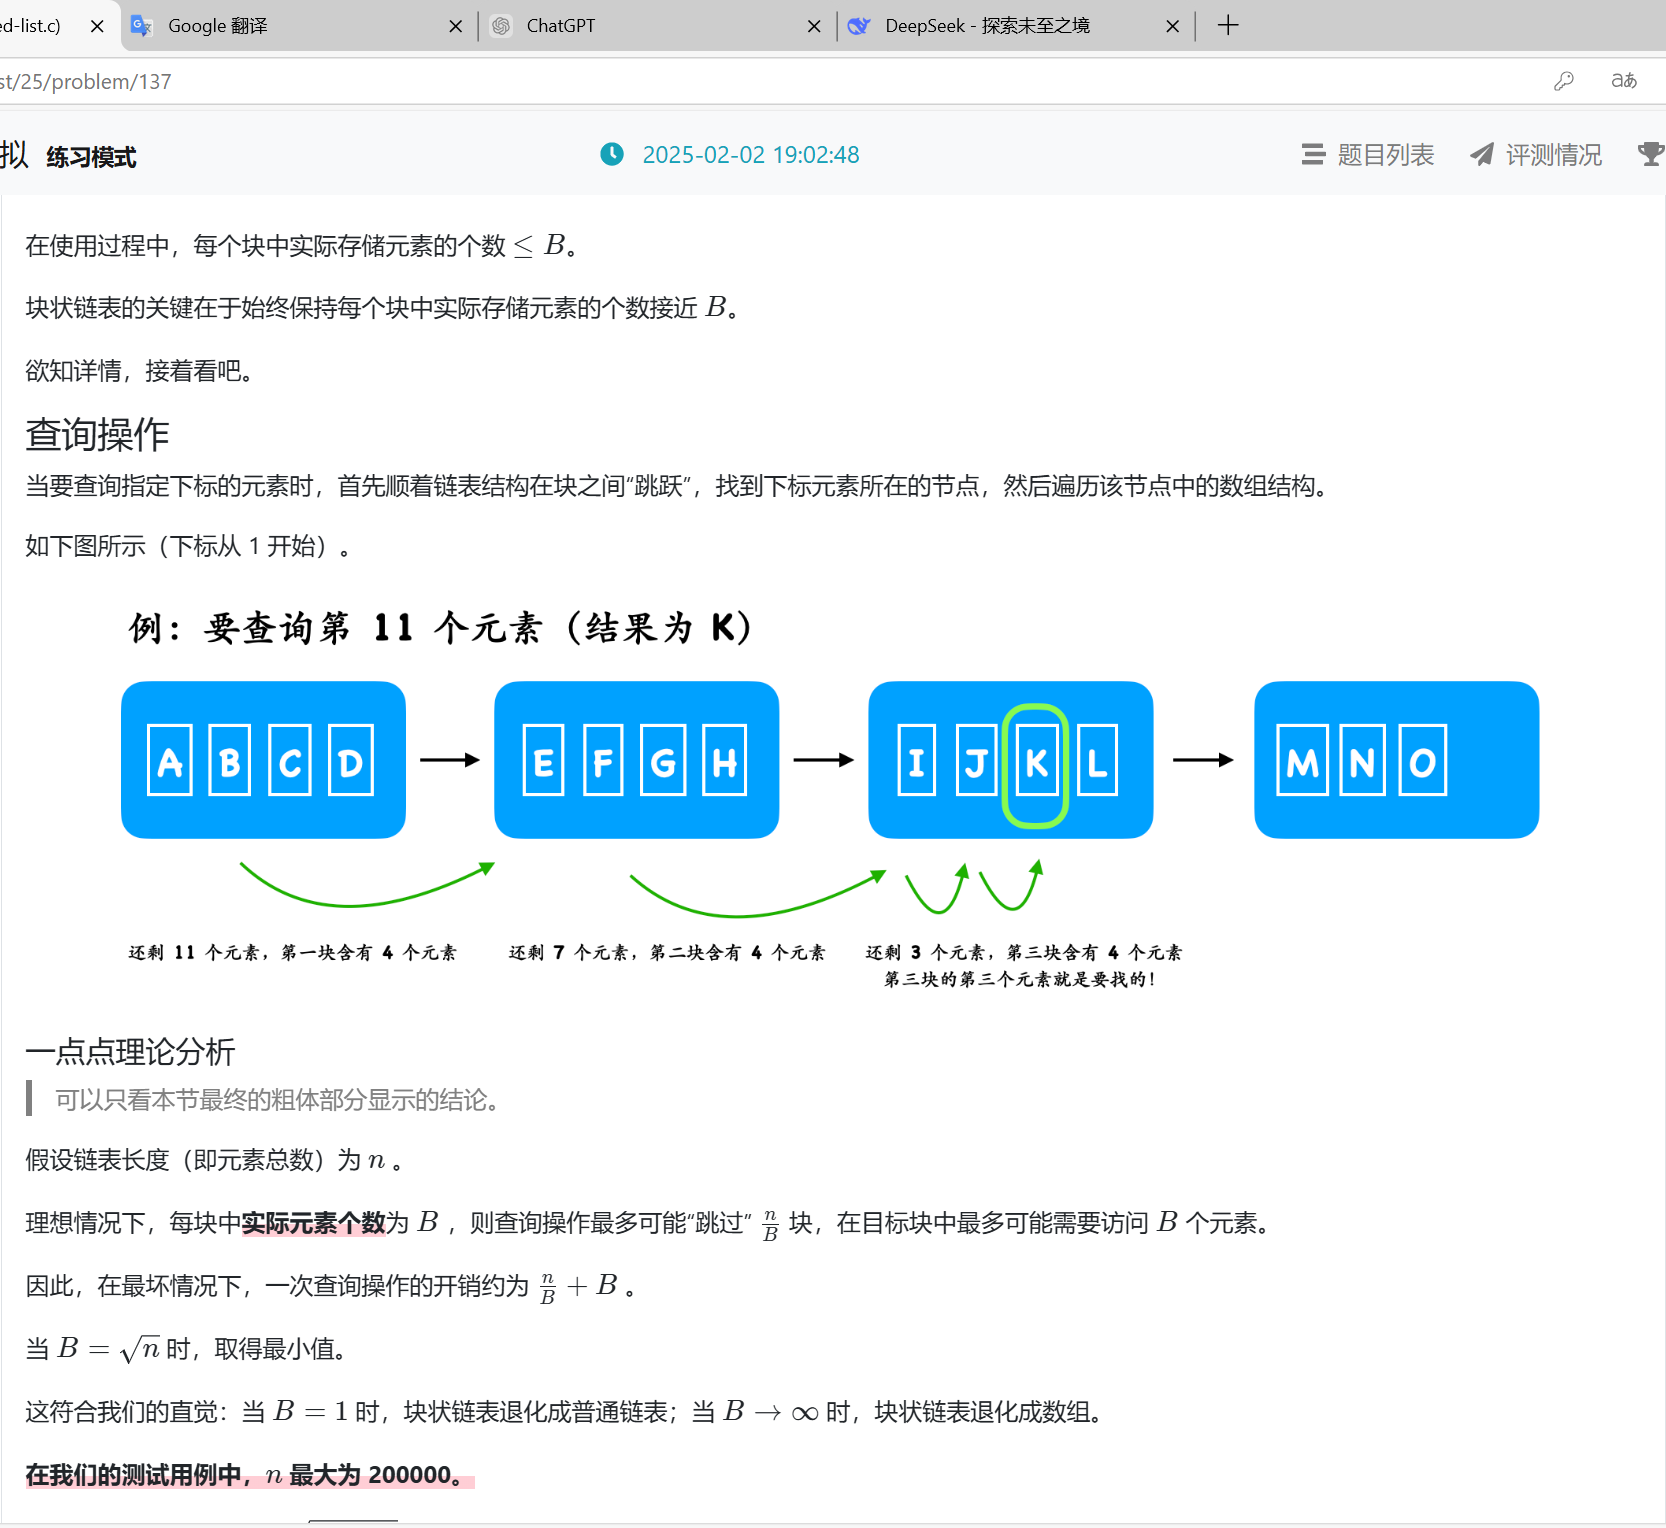 ed-list.c)
Google 翻译
ChatGPT
DeepSeek - 探索未至之境
st/25/problem/137
aあ
拟 练习模式
2025-02-02 19:02:48
题目列表
评测情况
在使用过程中，每个块中实际存储元素的个数 ≤ B。
块状链表的关键在于始终保持每个块中实际存储元素的个数接近 B。
欲知详情，接着看吧。
查询操作
当要查询指定下标的元素时，首先顺着链表结构在块之间“跳跃”，找到下标元素所在的节点，然后遍历该节点中的数组结构。
如下图所示（下标从 1 开始）。
例：要查询第 11 个元素（结果为 K）
A B C D
E F G H
I J K L
M N O
还剩 11 个元素，第一块含有 4 个元素
还剩 7 个元素，第二块含有 4 个元素
还剩 3 个元素，第三块含有 4 个元素
第三块的第三个元素就是要找的！
一点点理论分析
可以只看本节最终的粗体部分显示的结论。
假设链表长度（即元素总数）为 n 。
理想情况下，每块中实际元素个数为 B ，则查询操作最多可能“跳过” n/B 块，在目标块中最多可能需要访问 B 个元素。
因此，在最坏情况下，一次查询操作的开销约为 n/B + B 。
当 B = √n 时，取得最小值。
这符合我们的直觉：当 B = 1 时，块状链表退化成普通链表；当 B → ∞ 时，块状链表退化成数组。
在我们的测试用例中，n 最大为 200000。